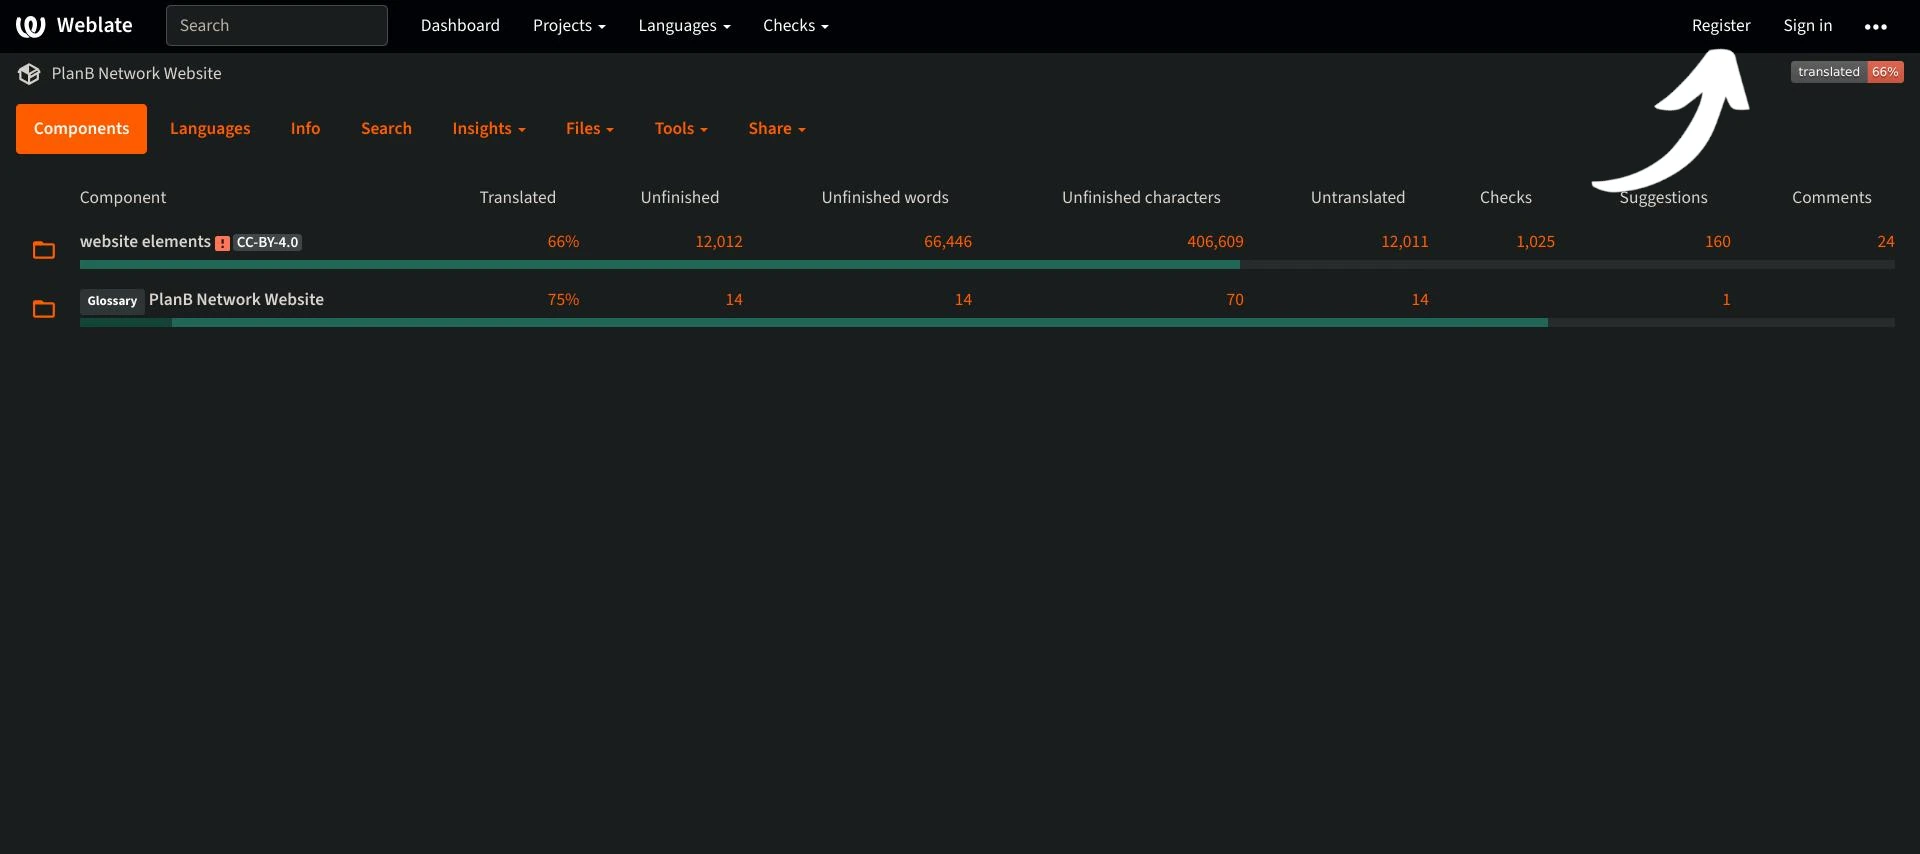 Weblate Search Dashboard Projects Languages Checks Register Sign in
PlanB Network Website translated 66%
Components Languages Info Search Insights Files Tools Share
Component Translated Unfinished Unfinished words Unfinished characters Untranslated Checks Suggestions Comments
website elements ! CC-BY-4.0 66% 12,012 66,446 406,609 12,011 1,025 160 24
Glossary PlanB Network Website 75% 14 14 70 14 1